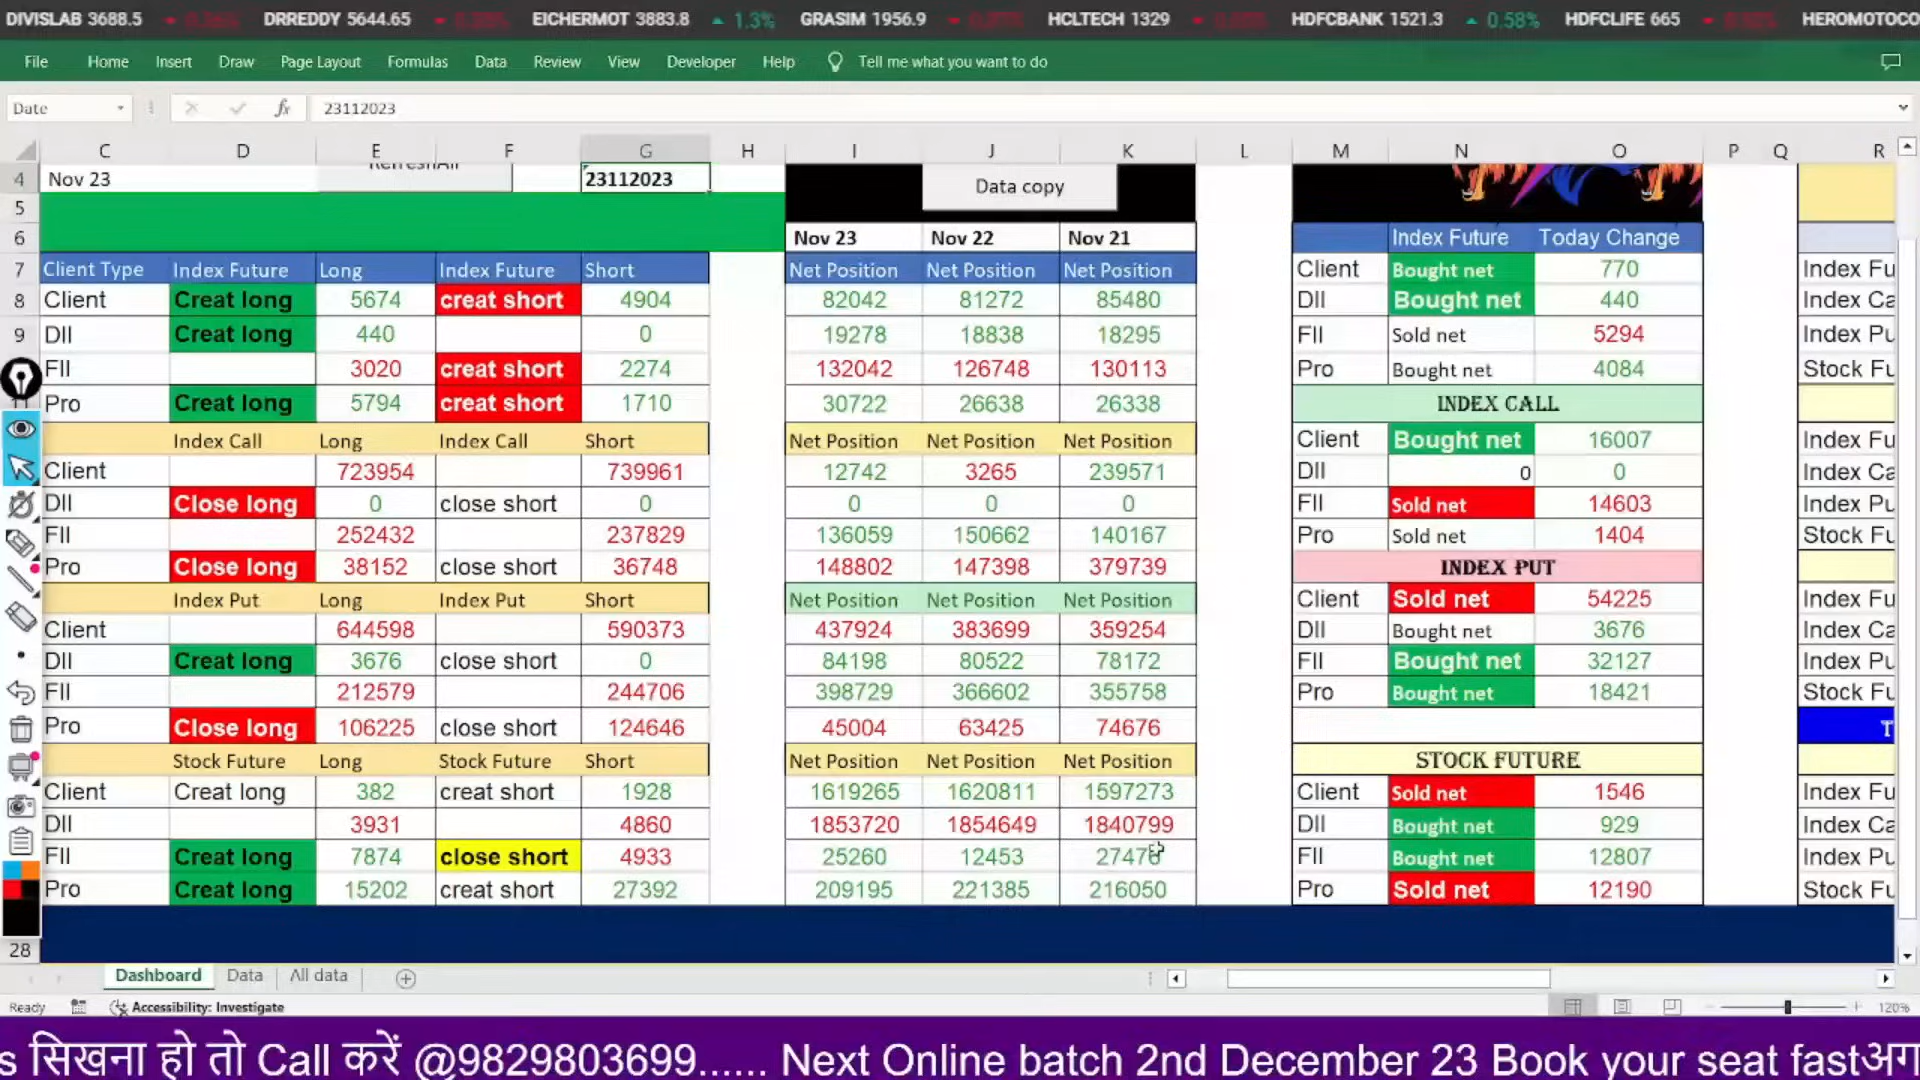 DIVISLAB 3688.5 DRREDDY 5644.65 EICHERMOT 3883.8 ▲ 1.3% GRASIM 1956.9 HCLTECH 1329 HDFCBANK 1521.3 ▲ 0.58% HDFCLIFE 665 HEROMOTOCO
File Home Insert Draw Page Layout Formulas Data Review View Developer Help Tell me what you want to do
Date fx 23112023
C D E F G H I J K L M N O P Q R
4 Nov 23 RefreshAll 23112023 Data copy
5
6 Nov 23 Nov 22 Nov 21 Index Future Today Change
7 Client Type Index Future Long Index Future Short Net Position Net Position Net Position Client Bought net 770 Index Fu
8 Client Creat long 5674 creat short 4904 82042 81272 85480 DII Bought net 440 Index Ca
9 DII Creat long 440 0 19278 18838 18295 FII Sold net 5294 Index Pu
FII 3020 creat short 2274 132042 126748 130113 Pro Bought net 4084 Stock Fu
Pro Creat long 5794 creat short 1710 30722 26638 26338 INDEX CALL
Index Call Long Index Call Short Net Position Net Position Net Position Client Bought net 16007 Index Fu
Client 723954 739961 12742 3265 239571 DII 0 0 Index Ca
DII Close long 0 close short 0 0 0 0 FII Sold net 14603 Index Pu
FII 252432 237829 136059 150662 140167 Pro Sold net 1404 Stock Fu
Pro Close long 38152 close short 36748 148802 147398 379739 INDEX PUT
Index Put Long Index Put Short Net Position Net Position Net Position Client Sold net 54225 Index Fu
Client 644598 590373 437924 383699 359254 DII Bought net 3676 Index Ca
DII Creat long 3676 close short 0 84198 80522 78172 FII Bought net 32127 Index Pu
FII 212579 244706 398729 366602 355758 Pro Bought net 18421 Stock Fu
Pro Close long 106225 close short 124646 45004 63425 74676 T
Stock Future Long Stock Future Short Net Position Net Position Net Position STOCK FUTURE
Client Creat long 382 creat short 1928 1619265 1620811 1597273 Client Sold net 1546 Index Fu
DII 3931 4860 1853720 1854649 1840799 DII Bought net 929 Index Ca
FII Creat long 7874 close short 4933 25260 12453 27476 FII Bought net 12807 Index Pu
Pro Creat long 15202 creat short 27392 209195 221385 216050 Pro Sold net 12190 Stock Fu
28
Dashboard Data All data
Ready Accessibility: Investigate 120%
s सिखना हो तो Call करें @9829803699...... Next Online batch 2nd December 23 Book your seat fastअग